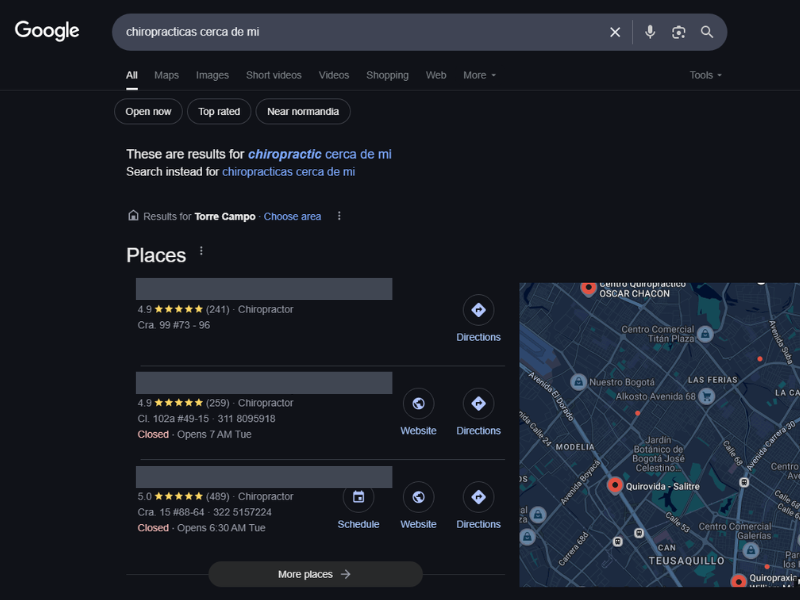 Google
chiropracticas cerca de mi
All Maps Images Short videos Videos Shopping Web More Tools
Open now Top rated Near normandia
These are results for chiropractic cerca de mi
Search instead for chiropracticas cerca de mi
Results for Torre Campo · Choose area
Places
4.9 (241) · Chiropractor
Cra. 99 #73 - 96
Directions
4.9 (259) · Chiropractor
Cl. 102a #49-15 · 311 8095918
Closed · Opens 7 AM Tue
Website Directions
5.0 (489) · Chiropractor
Cra. 15 #88-64 · 322 5157224
Closed · Opens 6:30 AM Tue
Schedule Website Directions
More places
Centro Quiropráctico
OSCAR CHACON
Centro Comercial
Titán Plaza
Avenida Suba
LAS FERIAS
Nuestro Bogotá
Alkosto Avenida 68
LA CA
Avenida El Dorado
Avenida Carrera 30
Calle 24
MODELIA
Jardín
Botánico de
Bogotá José
Celestino...
Calle 68
Avenida Boyacá
Centro
Quirovida - Salitre
Calle 53
Centro Comercial
Galerías
Carrera 68d
CAN
TEUSAQUILLO
Quiropraxia